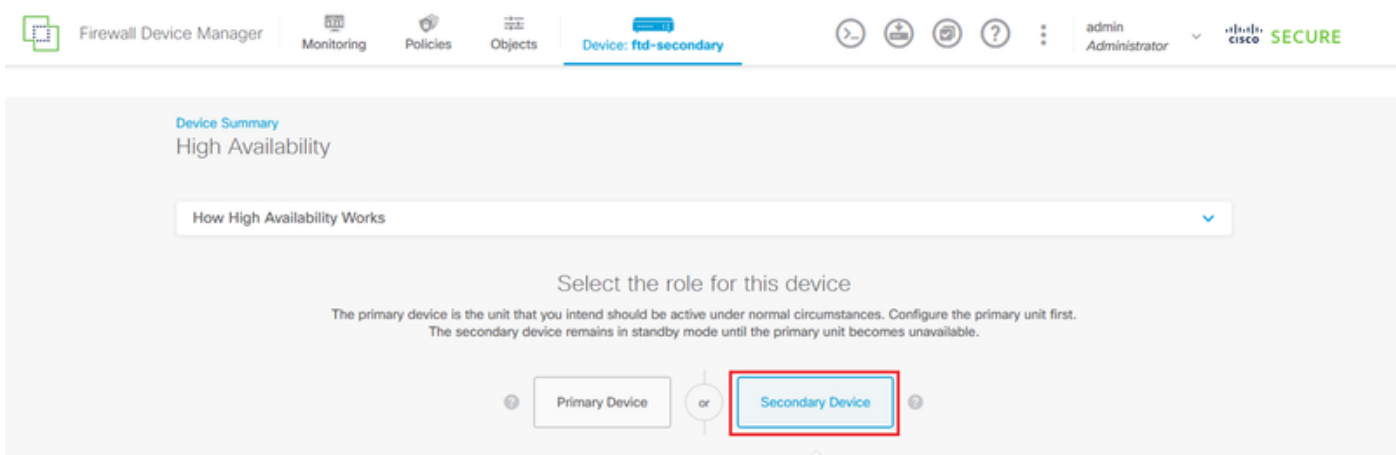 Firewall Device Manager
Monitoring
Policies
Objects
Device: ftd-secondary
>_
?
admin
Administrator
cisco SECURE
Device Summary
High Availability
How High Availability Works
Select the role for this device
The primary device is the unit that you intend should be active under normal circumstances. Configure the primary unit first.
The secondary device remains in standby mode until the primary unit becomes unavailable.
? Primary Device or Secondary Device ?